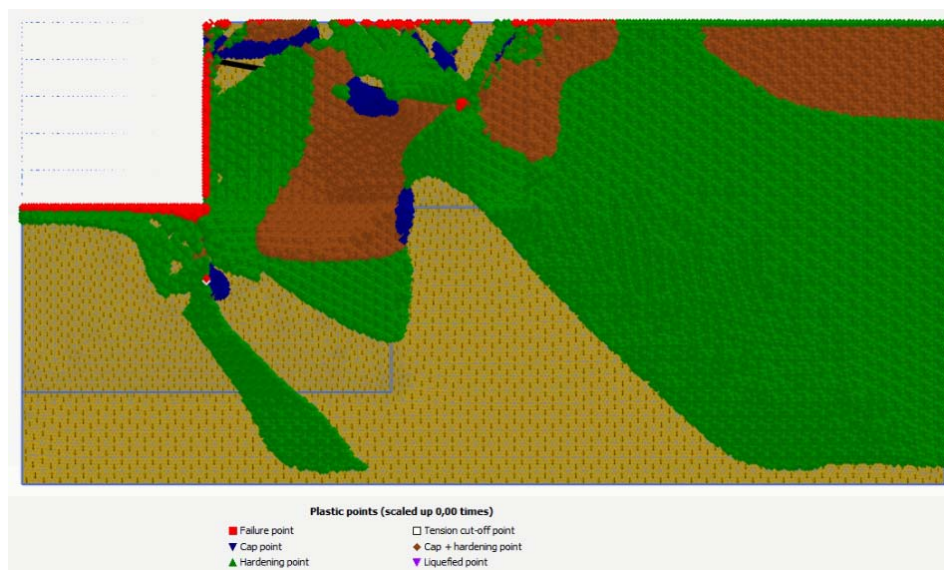 Plastic points (scaled up 0,00 times)
Failure point
Tension cut-off point
Cap point
Cap + hardening point
Hardening point
Liquefied point